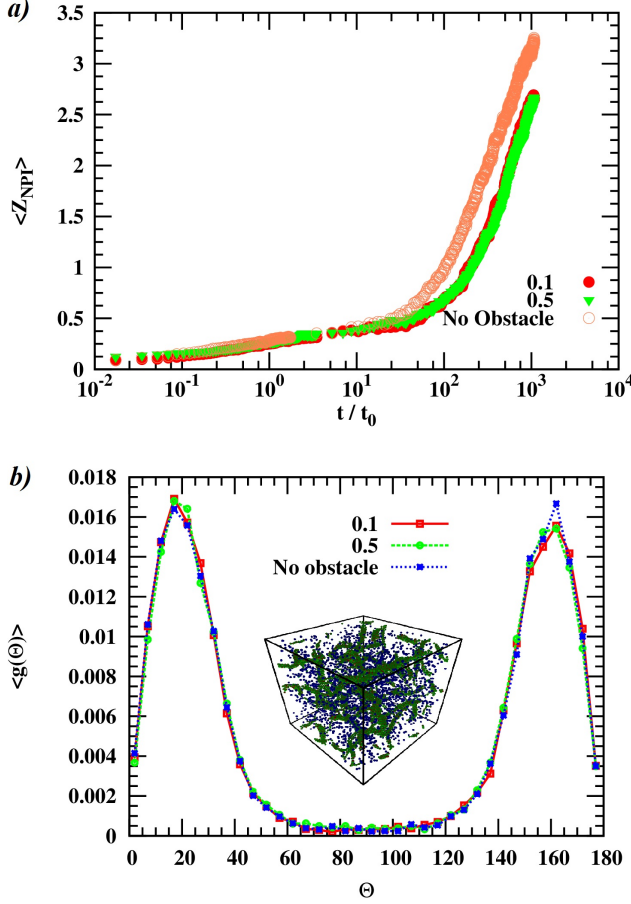 a)
3.5
3
2.5
2
1.5
1
0.5
0
<Z_NPI>
0.1
0.5
No Obstacle
10^-2 10^-1 10^0 10^1 10^2 10^3 10^4
t / t_0
b)
0.018
0.016
0.014
0.012
0.01
0.008
0.006
0.004
0.002
0
<g(Θ)>
0.1
0.5
No obstacle
0 20 40 60 80 100 120 140 160 180
Θ